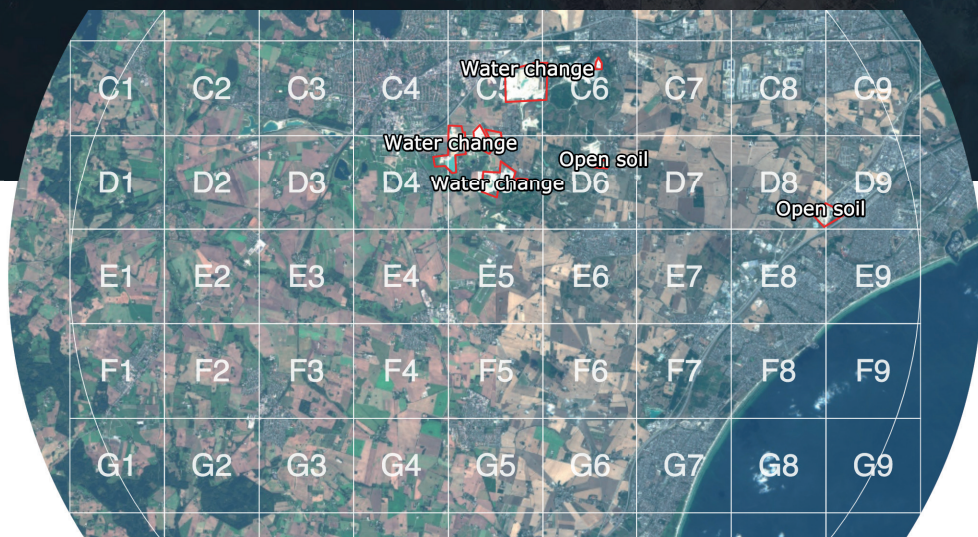 Water change
C1 C2 C3 C4 C5 C6 C7 C8 C9
Water change
Open soil
D1 D2 D3 D4 Water change D6 D7 D8 D9
Open soil
E1 E2 E3 E4 E5 E6 E7 E8 E9
F1 F2 F3 F4 F5 F6 F7 F8 F9
G1 G2 G3 G4 G5 G6 G7 G8 G9